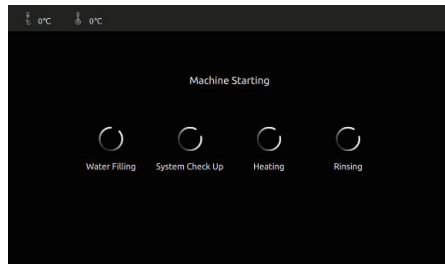 0°C 0°C
Machine Starting
Water Filling System Check Up Heating Rinsing